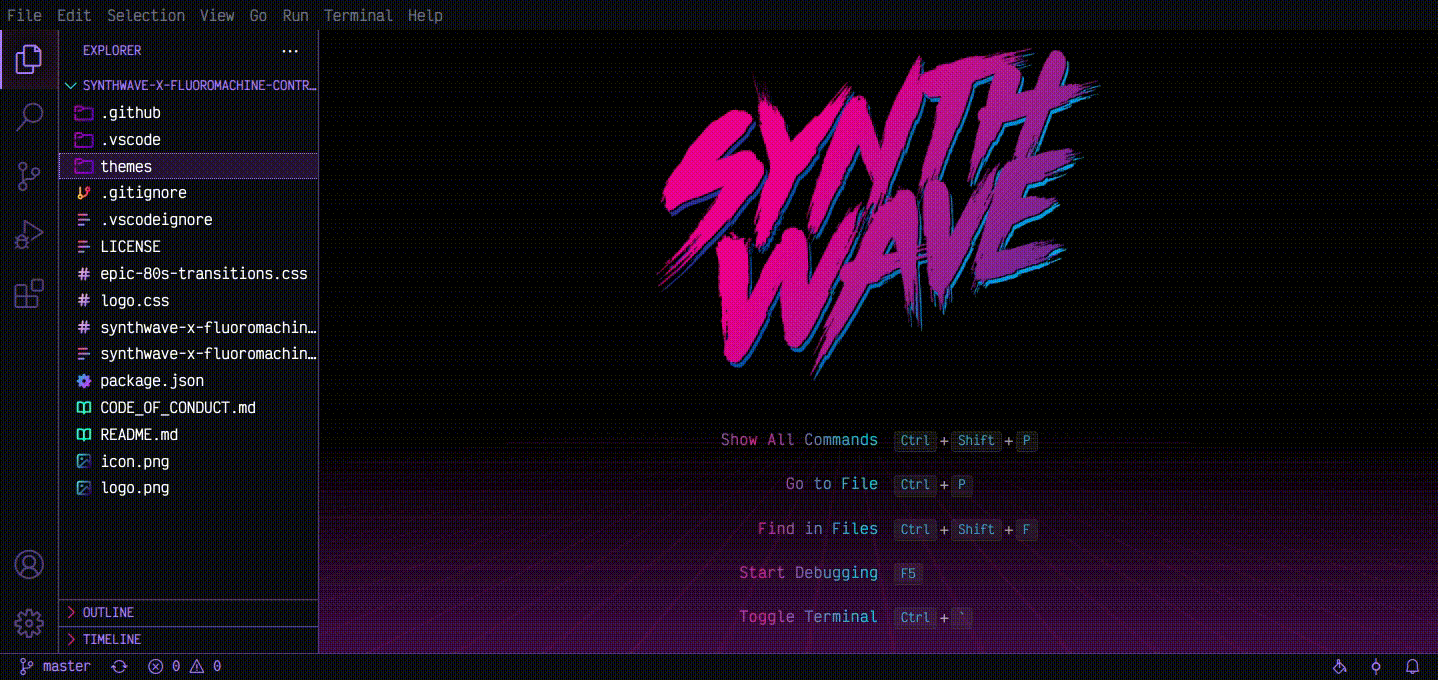 File Edit Selection View Go Run Terminal Help
EXPLORER
SYNTHWAVE-X-FLUOROMACHINE-CONTR…
.github
.vscode
themes
.gitignore
.vscodeignore
LICENSE
epic-80s-transitions.css
logo.css
synthwave-x-fluoromachin…
synthwave-x-fluoromachin…
package.json
CODE_OF_CONDUCT.md
README.md
icon.png
logo.png
OUTLINE
TIMELINE
SYNTH
WAVE
Show All Commands Ctrl + Shift + P
Go to File Ctrl + P
Find in Files Ctrl + Shift + F
Start Debugging F5
Toggle Terminal Ctrl + `
master 0 0